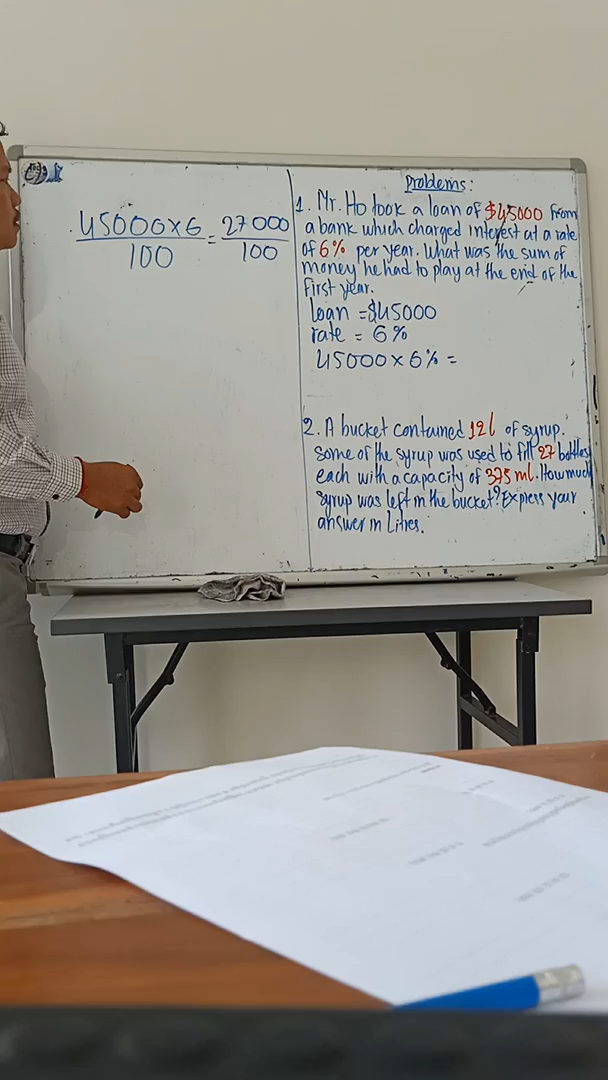 45000x6 = 27000
100 100
Problems:
1. Mr. Ho took a loan of $45000 from
a bank which charged interest at a rate
of 6% per year. What was the sum of
money he had to play at the end of the
first year.
loan = $45000
rate = 6%
45000 x 6% =
2. A bucket contained 12l of syrup.
Some of the syrup was used to fill 27 bottles
each with a capacity of 375 ml. How much
syrup was left in the bucket? Express your
answer in Litres.